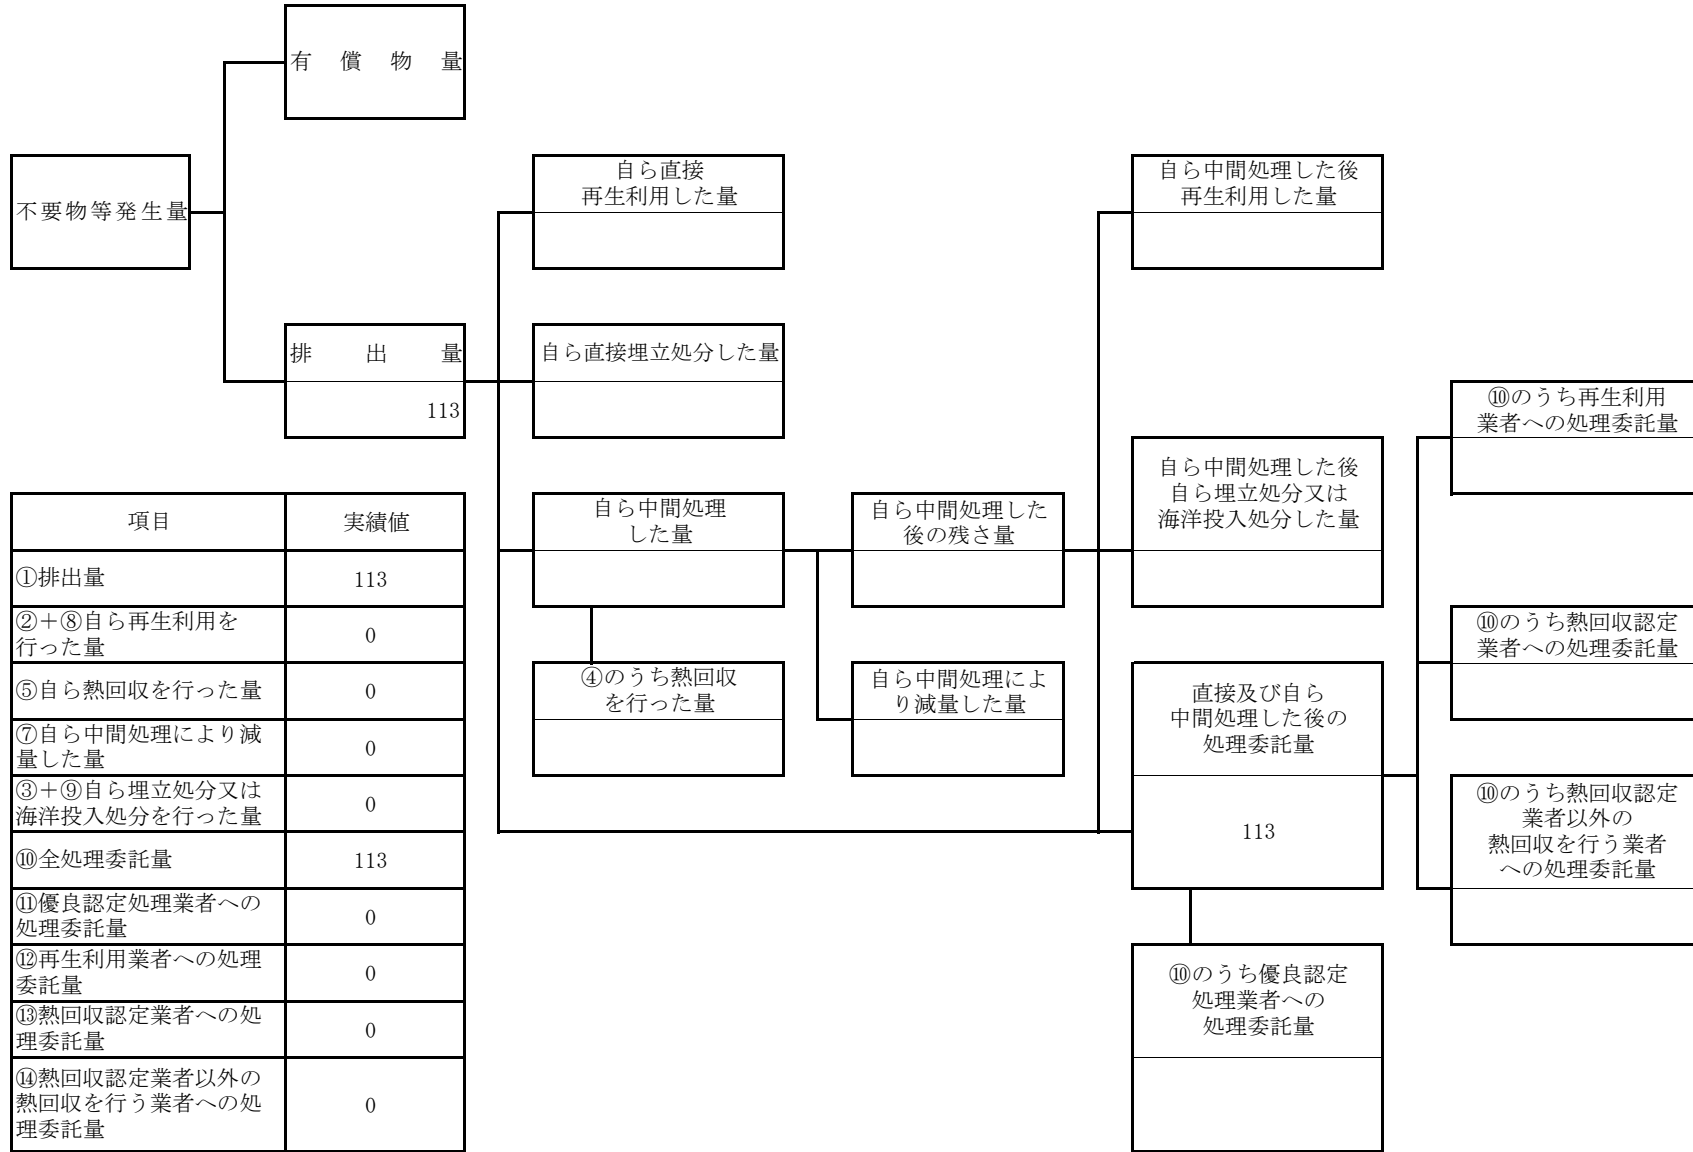 有償物量
不要物等発生量
自ら直接
再生利用した量
自ら中間処理した後
再生利用した量
排出量
113
自ら直接埋立処分した量
⑩のうち再生利用
業者への処理委託量
自ら中間処理した後
自ら埋立処分又は
海洋投入処分した量
自ら中間処理
した量
自ら中間処理した
後の残さ量
⑩のうち熱回収認定
業者への処理委託量
④のうち熱回収
を行った量
自ら中間処理によ
り減量した量
直接及び自ら
中間処理した後の
処理委託量
113
⑩のうち熱回収認定
業者以外の
熱回収を行う業者
への処理委託量
⑩のうち優良認定
処理業者への
処理委託量
項目 実績値
①排出量 113
②＋⑧自ら再生利用を
行った量 0
⑤自ら熱回収を行った量 0
⑦自ら中間処理により減
量した量 0
③＋⑨自ら埋立処分又は
海洋投入処分を行った量 0
⑩全処理委託量 113
⑪優良認定処理業者への
処理委託量 0
⑫再生利用業者への処理
委託量 0
⑬熱回収認定業者への処
理委託量 0
⑭熱回収認定業者以外の
熱回収を行う業者への処 0
理委託量